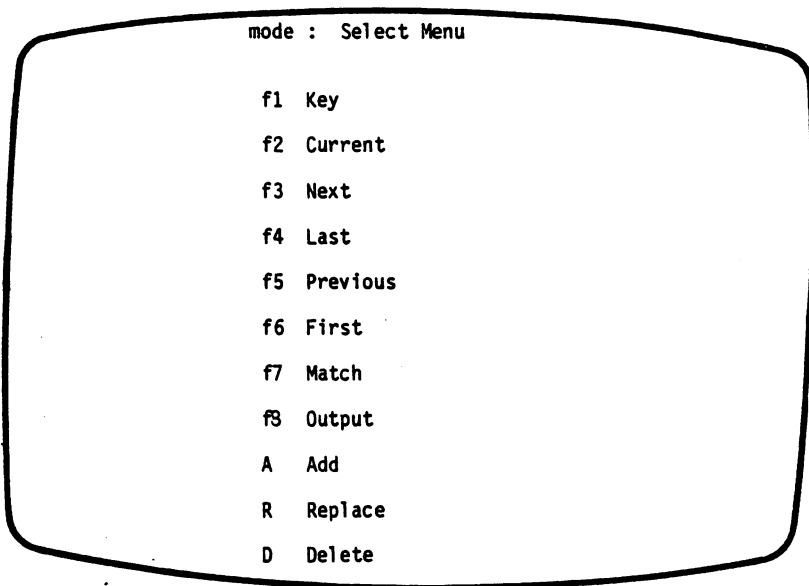 mode : Select Menu
f1 Key
f2 Current
f3 Next
f4 Last
f5 Previous
f6 First
f7 Match
f8 Output
A Add
R Replace
D Delete